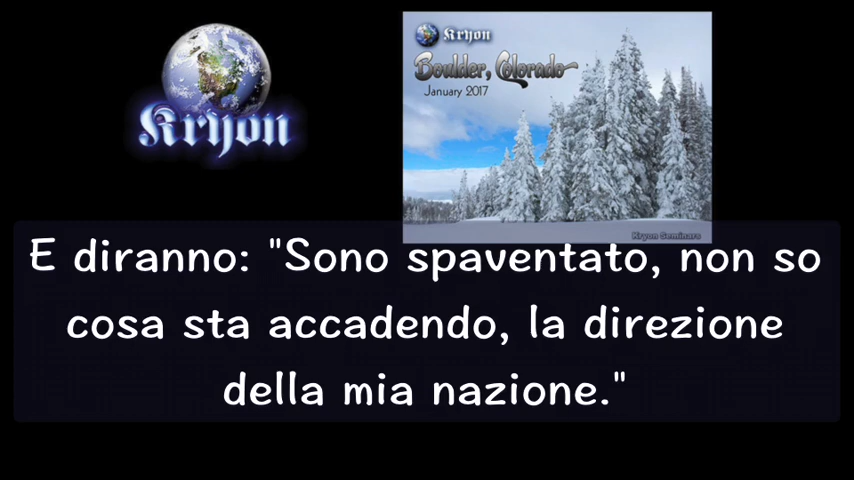 Kryon
Kryon
Boulder, Colorado
January 2017
Kryon Seminars
E diranno: "Sono spaventato, non so
cosa sta accadendo, la direzione
della mia nazione."